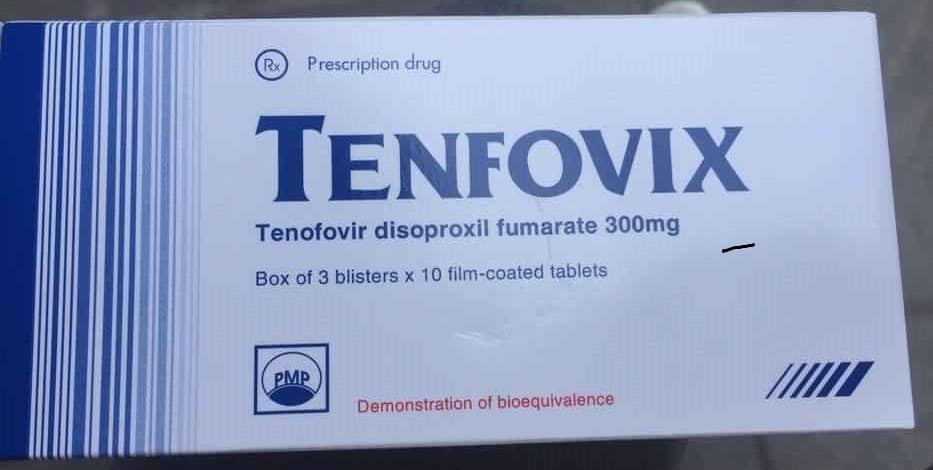 Rx Prescription drug
TENFOVIX
Tenofovir disoproxil fumarate 300mg
Box of 3 blisters x 10 film-coated tablets
PMP
Demonstration of bioequivalence